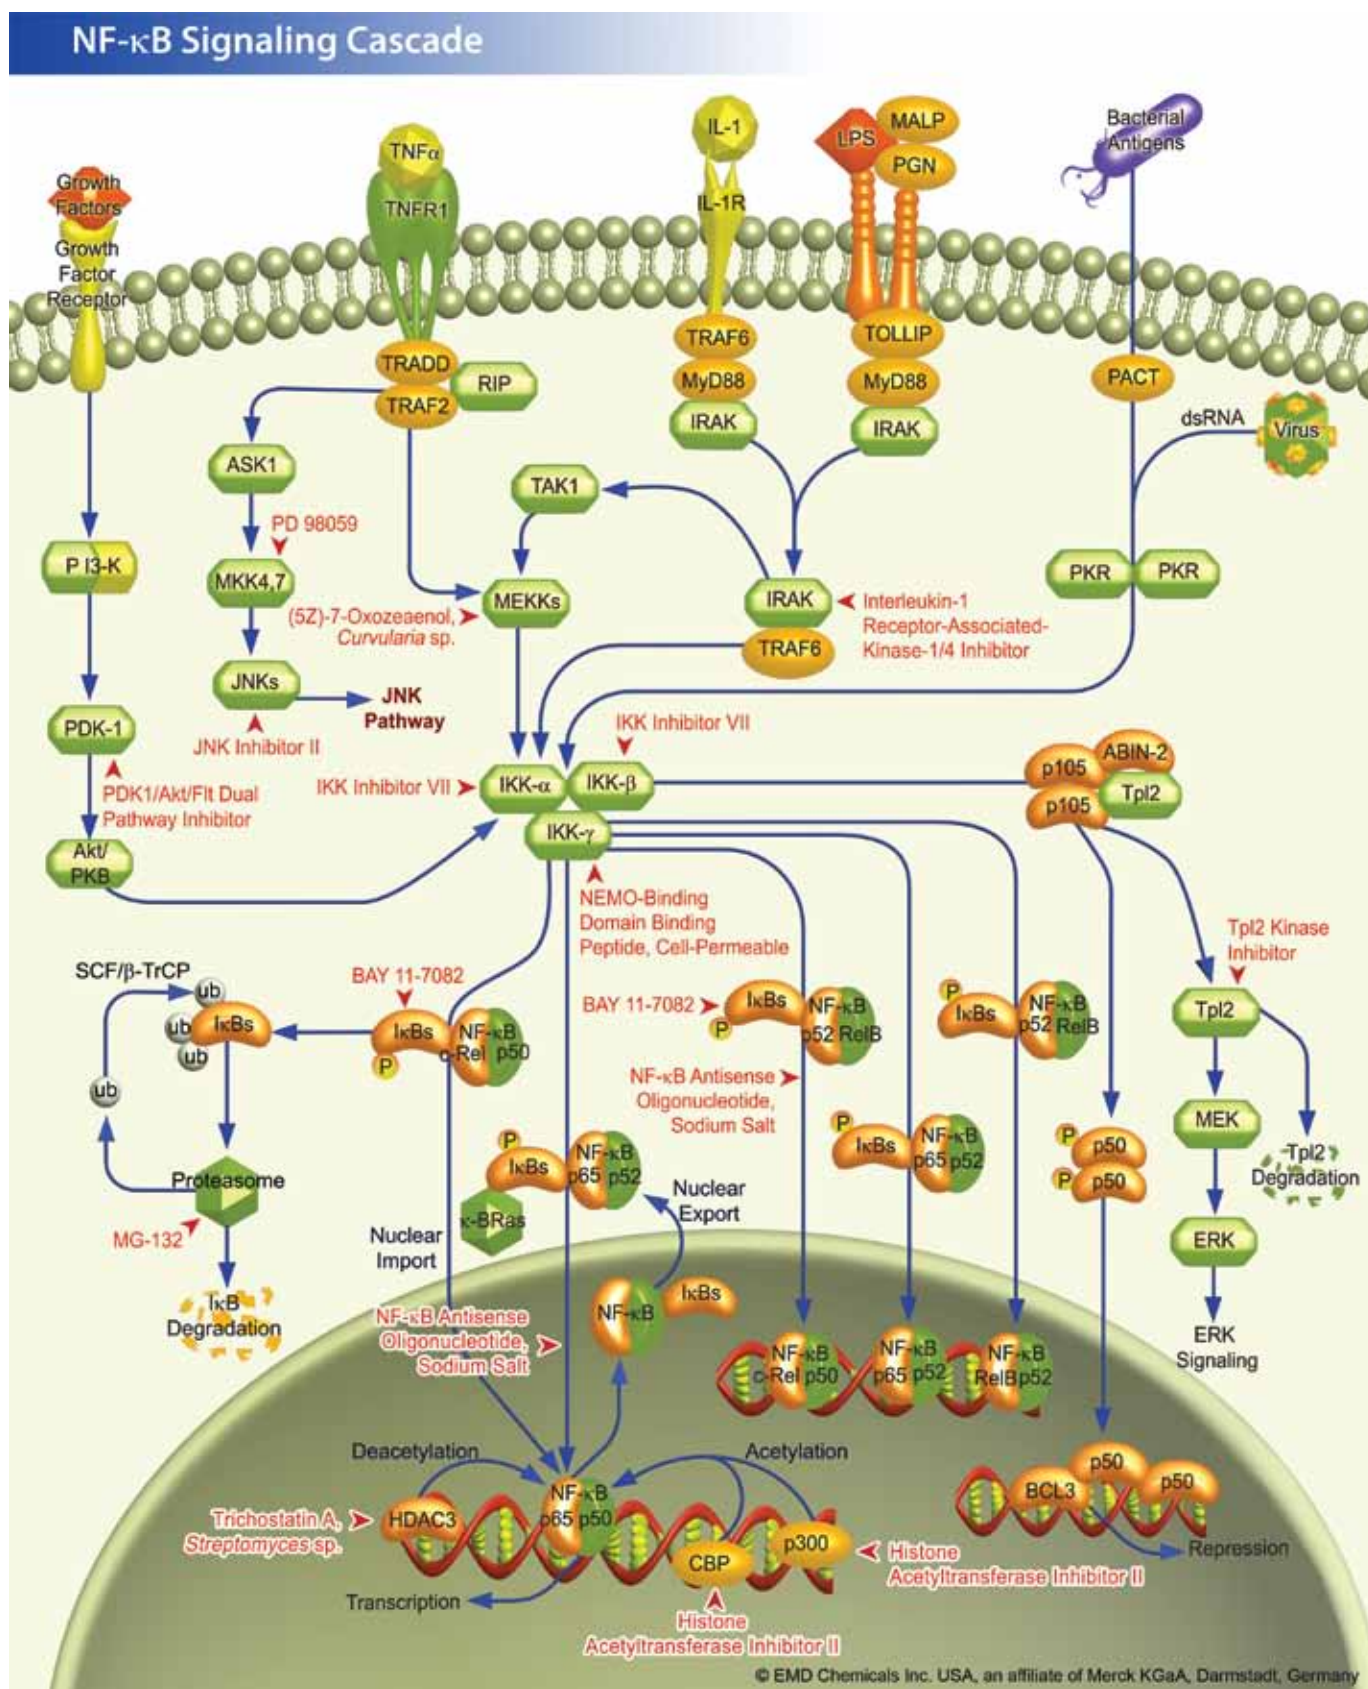 NF-κB Signaling Cascade
Growth
Factors
Growth
Factor
Receptor
TNFα
TNFR1
IL-1
IL-1R
LPS
MALP
PGN
Bacterial
Antigens
TRADD
RIP
TRAF2
TRAF6
MyD88
IRAK
TOLLIP
MyD88
IRAK
PACT
dsRNA
Virus
ASK1
TAK1
PD 98059
P I3-K
MKK4,7
MEKKs
(5Z)-7-Oxozeaenol,
Curvularia sp.
IRAK
TRAF6
Interleukin-1
Receptor-Associated-
Kinase-1/4 Inhibitor
PKR
PKR
JNKs
JNK
Pathway
JNK Inhibitor II
PDK-1
PDK1/Akt/Flt Dual
Pathway Inhibitor
Akt/
PKB
IKK Inhibitor VII
IKK Inhibitor VII
IKK-α
IKK-β
IKK-γ
p105
ABIN-2
p105
Tpl2
NEMO-Binding
Domain Binding
Peptide, Cell-Permeable
Tpl2 Kinase
Inhibitor
SCF/β-TrCP
ub
ub
ub
ub
IκBs
BAY 11-7082
IκBs
P
NF-κB
c-Rel p50
BAY 11-7082
IκBs
P
NF-κB
p52 RelB
P
IκBs
NF-κB
p52 RelB
Tpl2
NF-κB Antisense
Oligonucleotide,
Sodium Salt
MEK
Proteasome
MG-132
P
IκBs
NF-κB
p65 p52
κ-BRas
P
IκBs
NF-κB
p65 p52
P
p50
P
p50
Tpl2
Degradation
Nuclear
Export
Nuclear
Import
ERK
IκB
Degradation
NF-κB
IκBs
NF-κB Antisense
Oligonucleotide,
Sodium Salt
ERK
Signaling
NF-κB
c-Rel p50
NF-κB
p65 p52
NF-κB
RelB p52
Deacetylation
Acetylation
HDAC3
NF-κB
p65 p50
CBP
p300
Trichostatin A,
Streptomyces sp.
BCL3
p50
p50
Repression
Histone
Acetyltransferase Inhibitor II
Transcription
Histone
Acetyltransferase Inhibitor II
© EMD Chemicals Inc. USA, an affiliate of Merck KGaA, Darmstadt, Germany